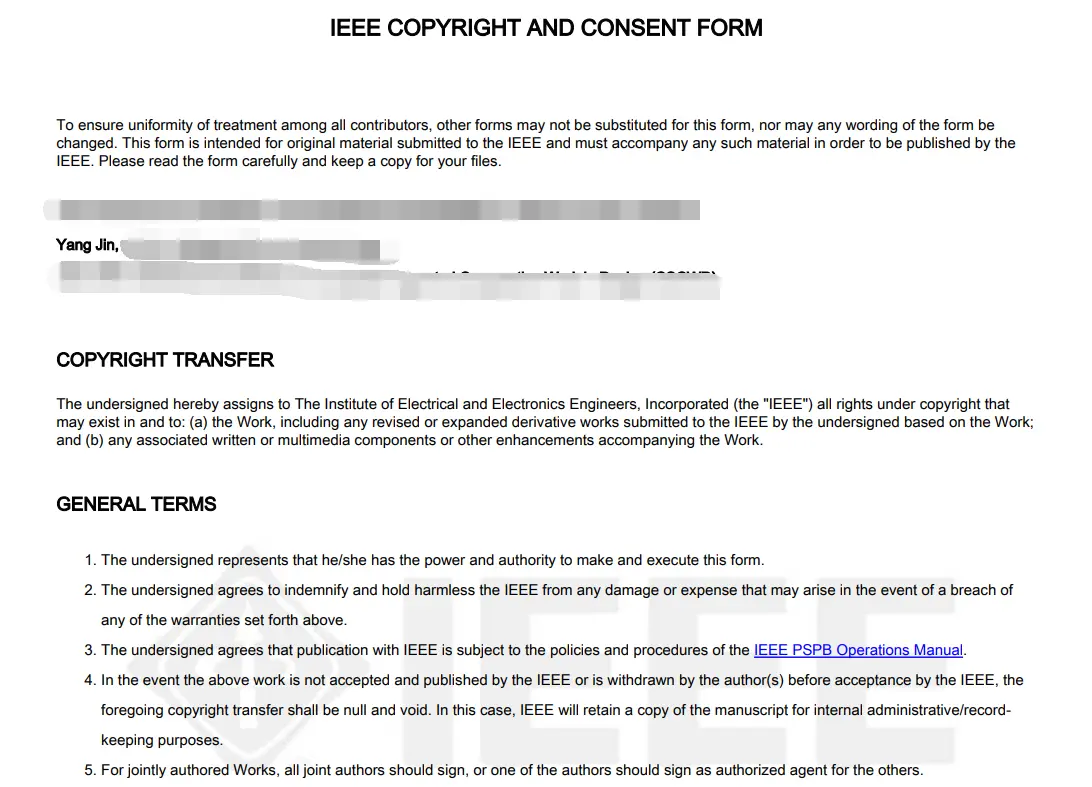 IEEE COPYRIGHT AND CONSENT FORM
To ensure uniformity of treatment among all contributors, other forms may not be substituted for this form, nor may any wording of the form be
changed. This form is intended for original material submitted to the IEEE and must accompany any such material in order to be published by the
IEEE. Please read the form carefully and keep a copy for your files.
Yang Jin,
COPYRIGHT TRANSFER
The undersigned hereby assigns to The Institute of Electrical and Electronics Engineers, Incorporated (the "IEEE") all rights under copyright that
may exist in and to: (a) the Work, including any revised or expanded derivative works submitted to the IEEE by the undersigned based on the Work;
and (b) any associated written or multimedia components or other enhancements accompanying the Work.
GENERAL TERMS
1. The undersigned represents that he/she has the power and authority to make and execute this form.
2. The undersigned agrees to indemnify and hold harmless the IEEE from any damage or expense that may arise in the event of a breach of
any of the warranties set forth above.
3. The undersigned agrees that publication with IEEE is subject to the policies and procedures of the IEEE PSPB Operations Manual.
4. In the event the above work is not accepted and published by the IEEE or is withdrawn by the author(s) before acceptance by the IEEE, the
foregoing copyright transfer shall be null and void. In this case, IEEE will retain a copy of the manuscript for internal administrative/record-
keeping purposes.
5. For jointly authored Works, all joint authors should sign, or one of the authors should sign as authorized agent for the others.
IEEE